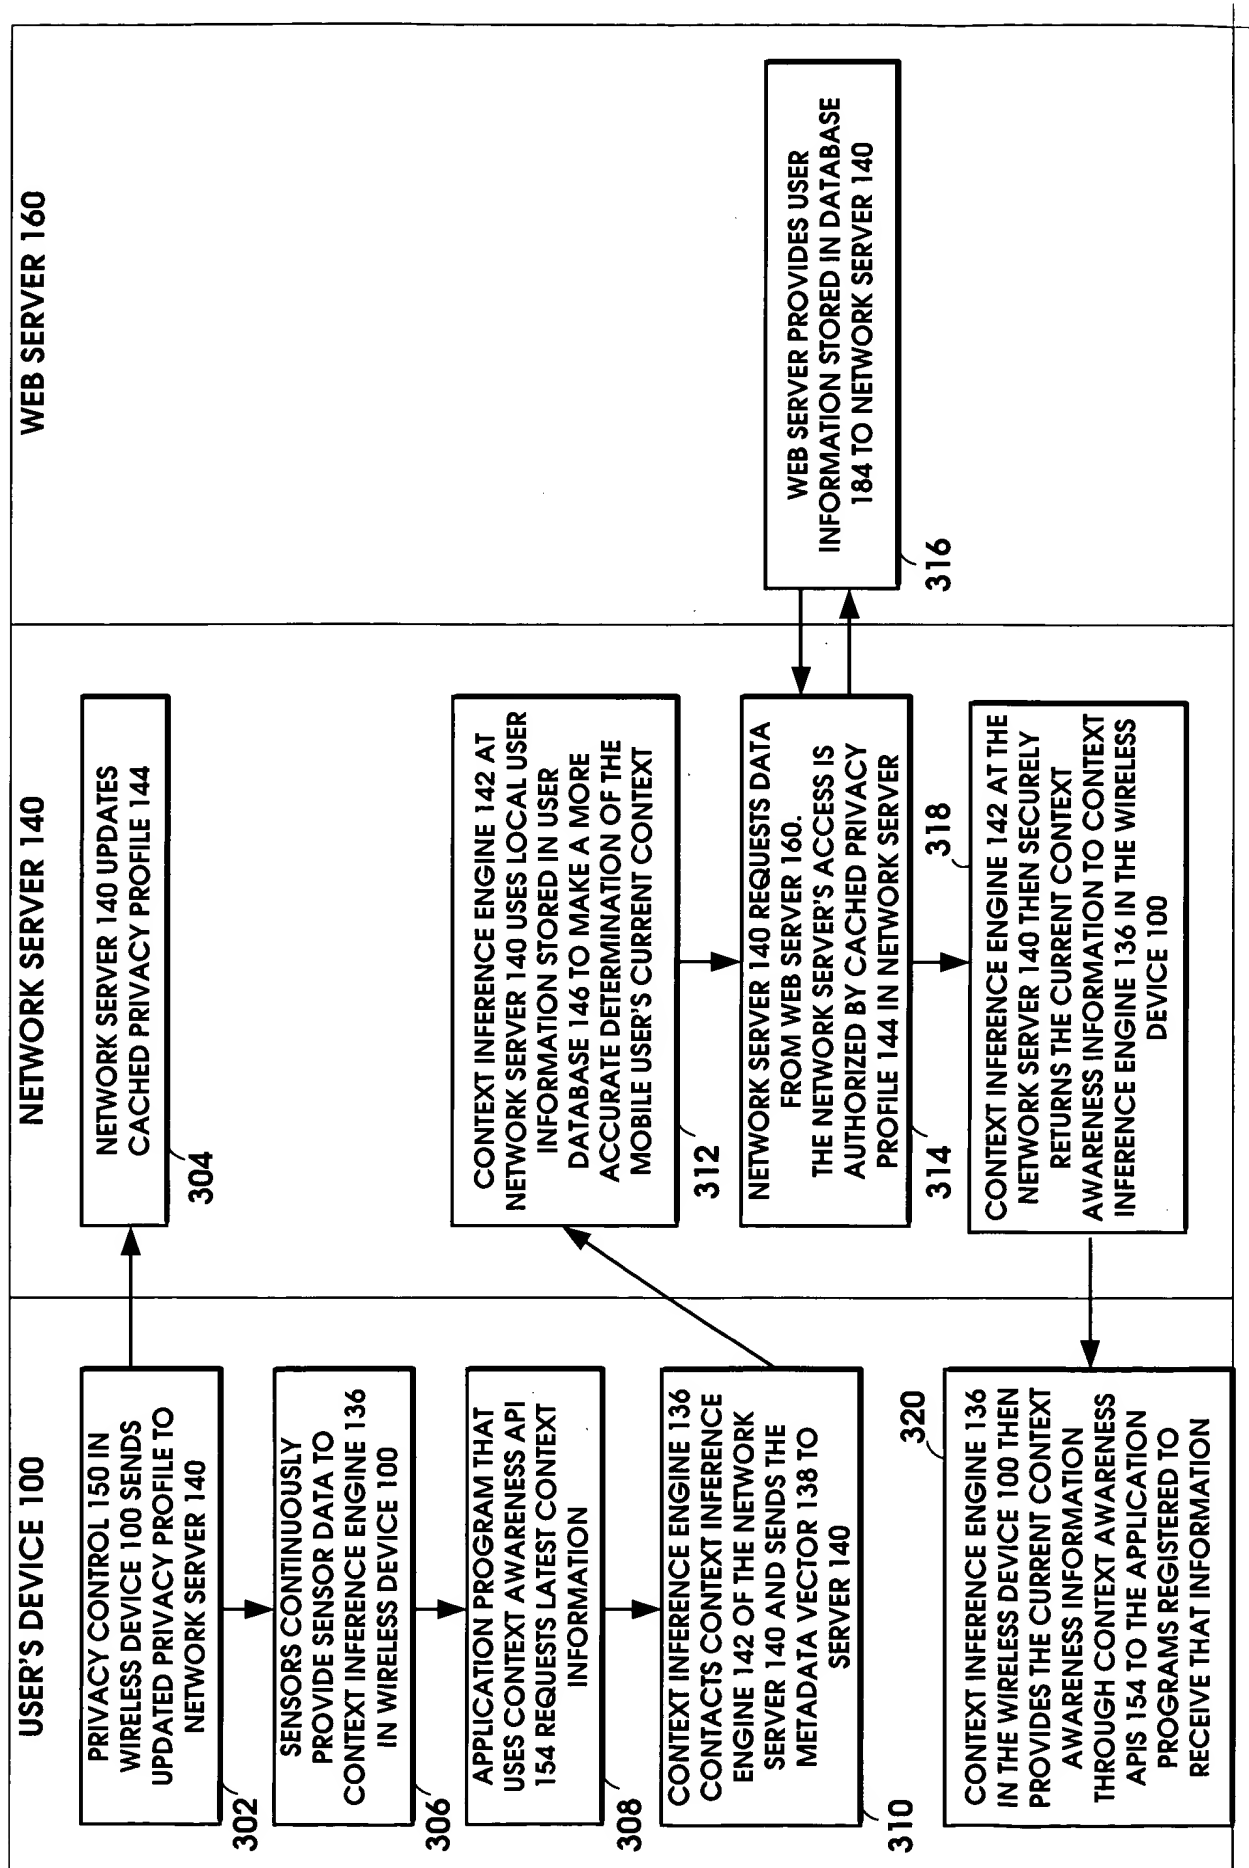 USER'S DEVICE 100
NETWORK SERVER 140
WEB SERVER 160
PRIVACY CONTROL 150 IN
WIRELESS DEVICE 100 SENDS
UPDATED PRIVACY PROFILE TO
NETWORK SERVER 140
302
NETWORK SERVER 140 UPDATES
CACHED PRIVACY PROFILE 144
304
SENSORS CONTINUOUSLY
PROVIDE SENSOR DATA TO
CONTEXT INFERENCE ENGINE 136
IN WIRELESS DEVICE 100
306
APPLICATION PROGRAM THAT
USES CONTEXT AWARENESS API
154 REQUESTS LATEST CONTEXT
INFORMATION
308
CONTEXT INFERENCE ENGINE 136
CONTACTS CONTEXT INFERENCE
ENGINE 142 OF THE NETWORK
SERVER 140 AND SENDS THE
METADATA VECTOR 138 TO
SERVER 140
310
CONTEXT INFERENCE ENGINE 142 AT
NETWORK SERVER 140 USES LOCAL USER
INFORMATION STORED IN USER
DATABASE 146 TO MAKE A MORE
ACCURATE DETERMINATION OF THE
MOBILE USER'S CURRENT CONTEXT
312
NETWORK SERVER 140 REQUESTS DATA
FROM WEB SERVER 160.
THE NETWORK SERVER'S ACCESS IS
AUTHORIZED BY CACHED PRIVACY
PROFILE 144 IN NETWORK SERVER
314
WEB SERVER PROVIDES USER
INFORMATION STORED IN DATABASE
184 TO NETWORK SERVER 140
316
318
CONTEXT INFERENCE ENGINE 142 AT THE
NETWORK SERVER 140 THEN SECURELY
RETURNS THE CURRENT CONTEXT
AWARENESS INFORMATION TO CONTEXT
INFERENCE ENGINE 136 IN THE WIRELESS
DEVICE 100
320
CONTEXT INFERENCE ENGINE 136
IN THE WIRELESS DEVICE 100 THEN
PROVIDES THE CURRENT CONTEXT
AWARENESS INFORMATION
THROUGH CONTEXT AWARENESS
APIS 154 TO THE APPLICATION
PROGRAMS REGISTERED TO
RECEIVE THAT INFORMATION